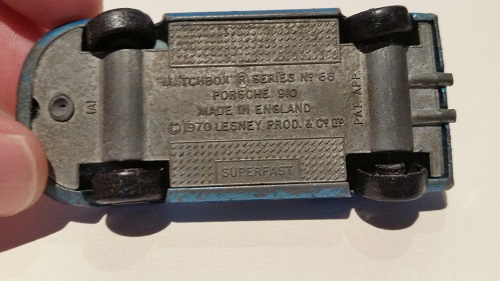 MATCHBOX R SERIES Nº 68
PORSCHE 910
MADE IN ENGLAND
© 1970 LESNEY PROD. & Cº LTD
SUPERFAST
(A)
PAT. APP.